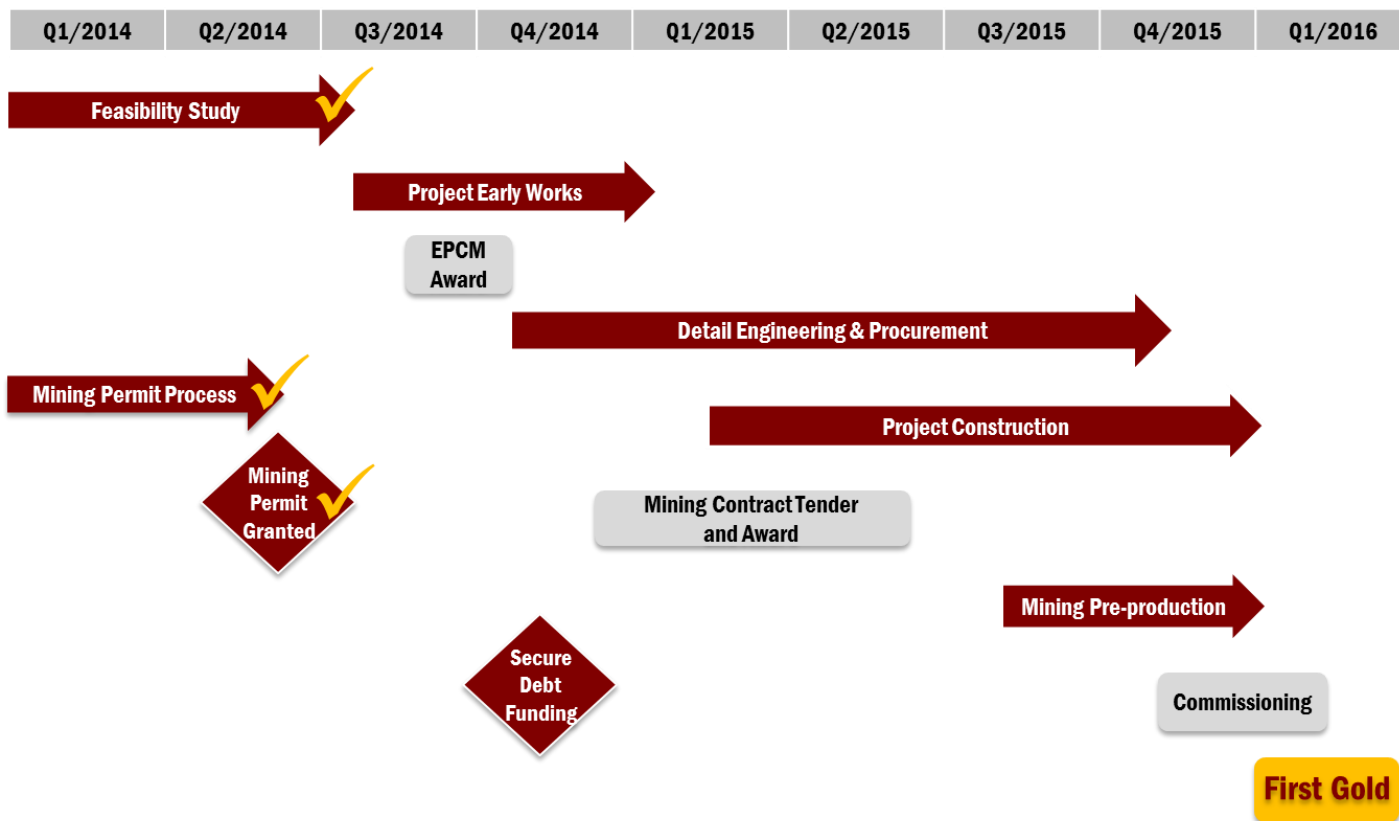 Q1/2014 Q2/2014 Q3/2014 Q4/2014 Q1/2015 Q2/2015 Q3/2015 Q4/2015 Q1/2016
Feasibility Study
Project Early Works
EPCM
Award
Detail Engineering & Procurement
Mining Permit Process
Project Construction
Mining
Permit
Granted
Mining Contract Tender
and Award
Mining Pre-production
Secure
Debt
Funding
Commissioning
First Gold